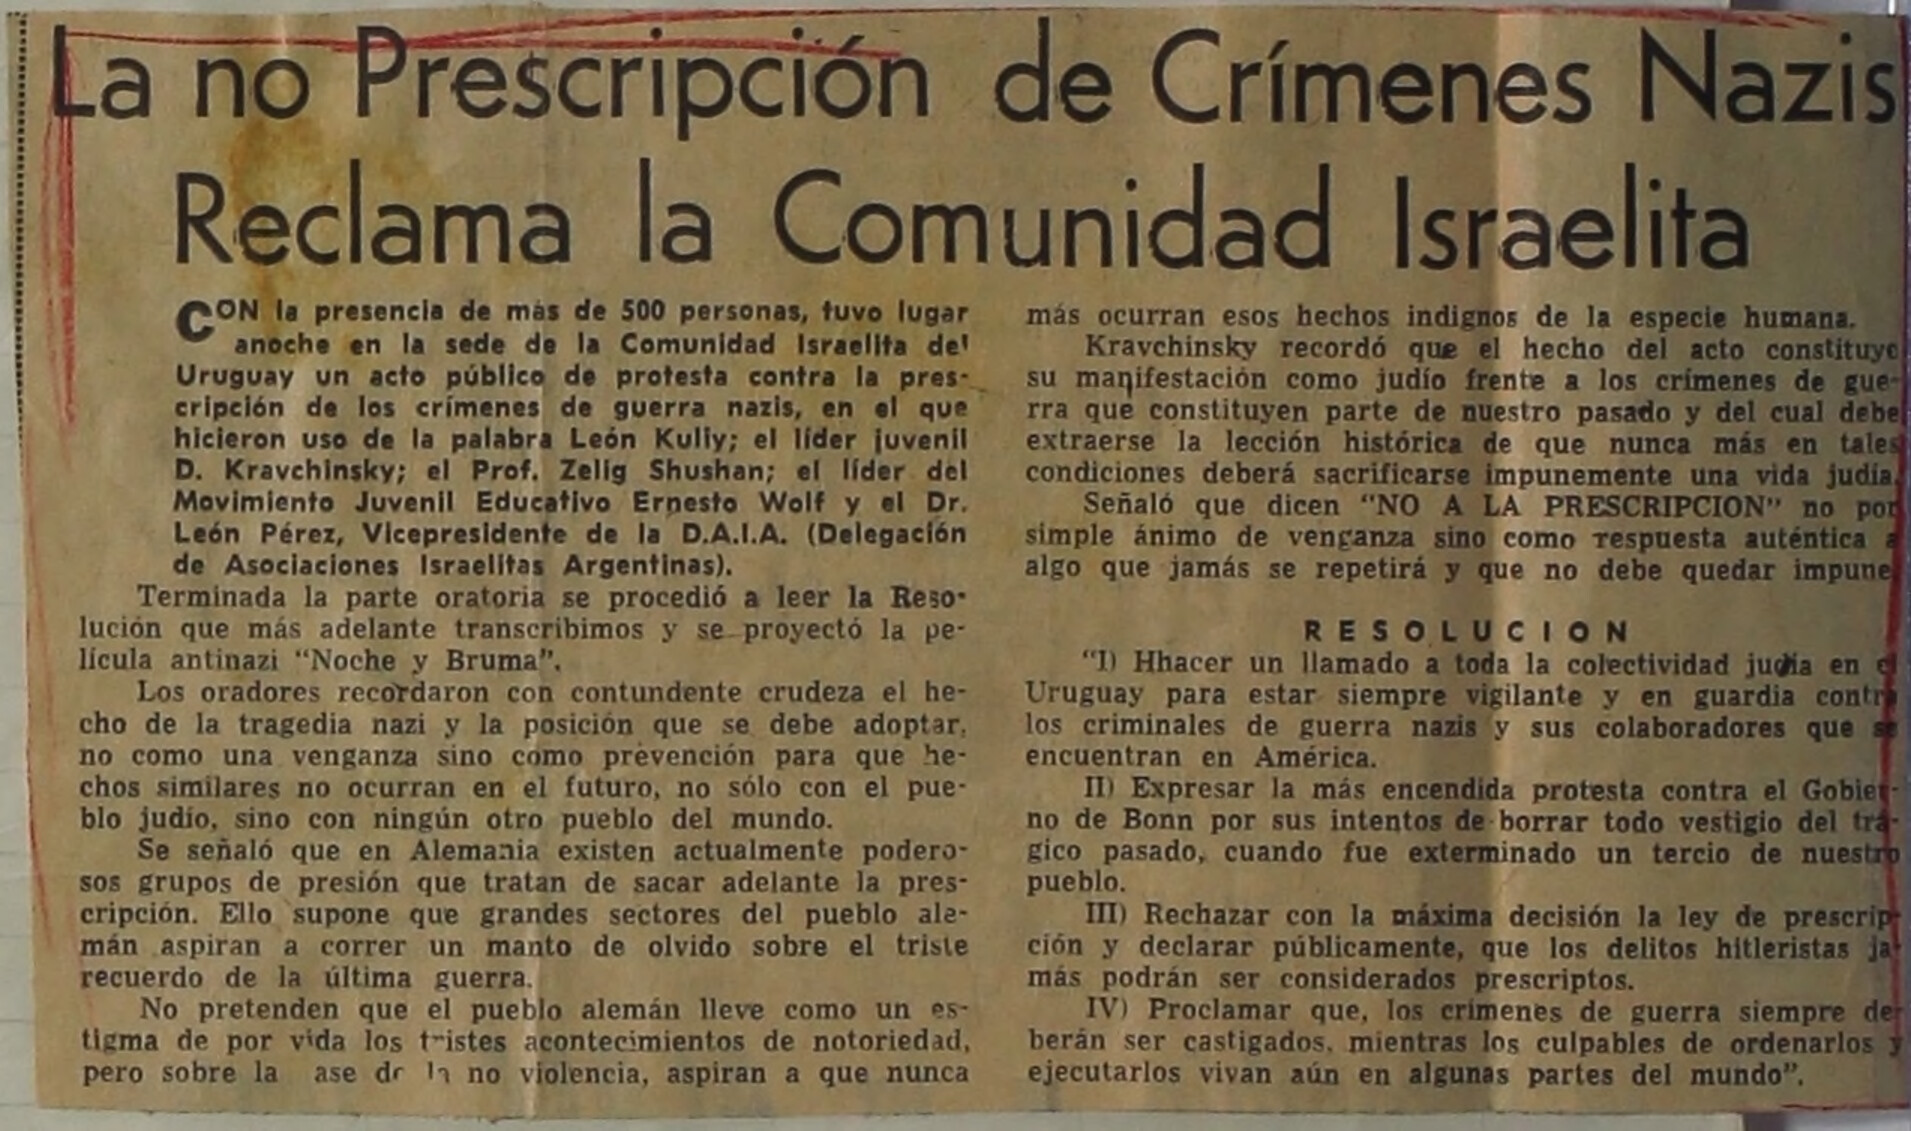 La no Prescripción de Crímenes Nazis
Reclama la Comunidad Israelita
CON la presencia de más de 500 personas, tuvo lugar
anoche en la sede de la Comunidad Israelita del
Uruguay un acto público de protesta contra la pres-
cripción de los crímenes de guerra nazis, en el que
hicieron uso de la palabra León Kully; el líder juvenil
D. Kravchinsky; el Prof. Zelig Shushan; el líder del
Movimiento Juvenil Educativo Ernesto Wolf y el Dr.
León Pérez, Vicepresidente de la D.A.I.A. (Delegación
de Asociaciones Israelitas Argentinas).
Terminada la parte oratoria se procedió a leer la Reso-
lución que más adelante transcribimos y se proyectó la pe-
lícula antinazi "Noche y Bruma".
Los oradores recordaron con contundente crudeza el he-
cho de la tragedia nazi y la posición que se debe adoptar,
no como una venganza sino como prevención para que he-
chos similares no ocurran en el futuro, no sólo con el pue-
blo judío, sino con ningún otro pueblo del mundo.
Se señaló que en Alemania existen actualmente podero-
sos grupos de presión que tratan de sacar adelante la pres-
cripción. Ello supone que grandes sectores del pueblo ale-
mán aspiran a correr un manto de olvido sobre el triste
recuerdo de la última guerra.
No pretenden que el pueblo alemán lleve como un es-
tigma de por vida los tristes acontecimientos de notoriedad,
pero sobre la ase de la no violencia, aspiran a que nunca
más ocurran esos hechos indignos de la especie humana.
Kravchinsky recordó que el hecho del acto constituye
su manifestación como judío frente a los crímenes de gue-
rra que constituyen parte de nuestro pasado y del cual debe
extraerse la lección histórica de que nunca más en tales
condiciones deberá sacrificarse impunemente una vida judía.
Señaló que dicen "NO A LA PRESCRIPCION" no por
simple ánimo de venganza sino como respuesta auténtica a
algo que jamás se repetirá y que no debe quedar impune.
RESOLUCION
"I) Hhacer un llamado a toda la colectividad judía en el
Uruguay para estar siempre vigilante y en guardia contra
los criminales de guerra nazis y sus colaboradores que se
encuentran en América.
II) Expresar la más encendida protesta contra el Gobier-
no de Bonn por sus intentos de borrar todo vestigio del trá-
gico pasado, cuando fue exterminado un tercio de nuestro
pueblo.
III) Rechazar con la máxima decisión la ley de prescrip-
ción y declarar públicamente, que los delitos hitleristas ja-
más podrán ser considerados prescriptos.
IV) Proclamar que, los crímenes de guerra siempre de-
berán ser castigados, mientras los culpables de ordenarlos y
ejecutarlos vivan aún en algunas partes del mundo".